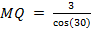 MQ = 3/cos(30)